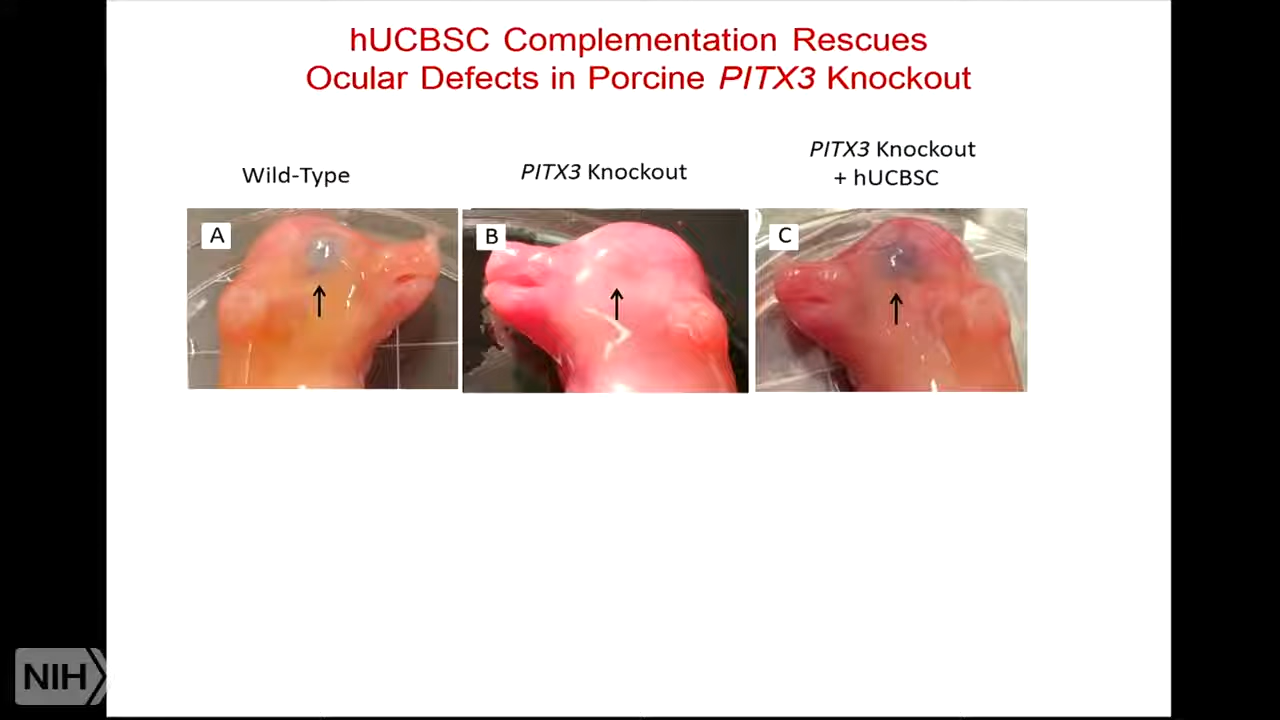 hUCBSC Complementation Rescues
Ocular Defects in Porcine PITX3 Knockout
Wild-Type
PITX3 Knockout
PITX3 Knockout
+ hUCBSC
A
B
C
NIH